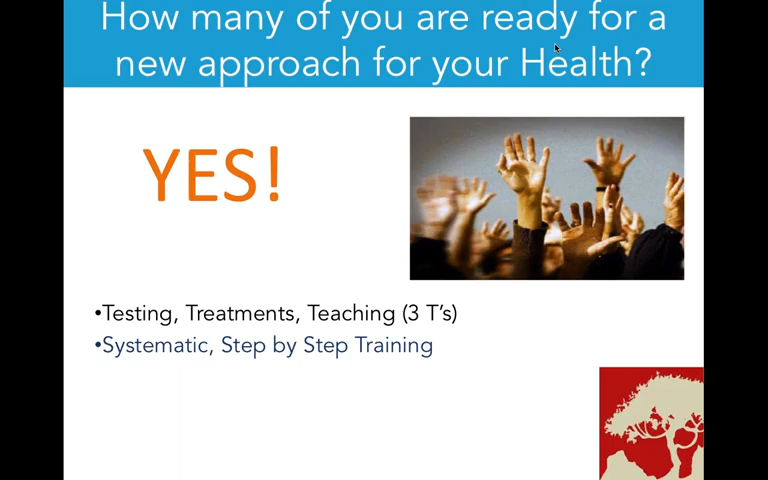 How many of you are ready for a
new approach for your Health?
YES!
•Testing, Treatments, Teaching (3 T’s)
•Systematic, Step by Step Training